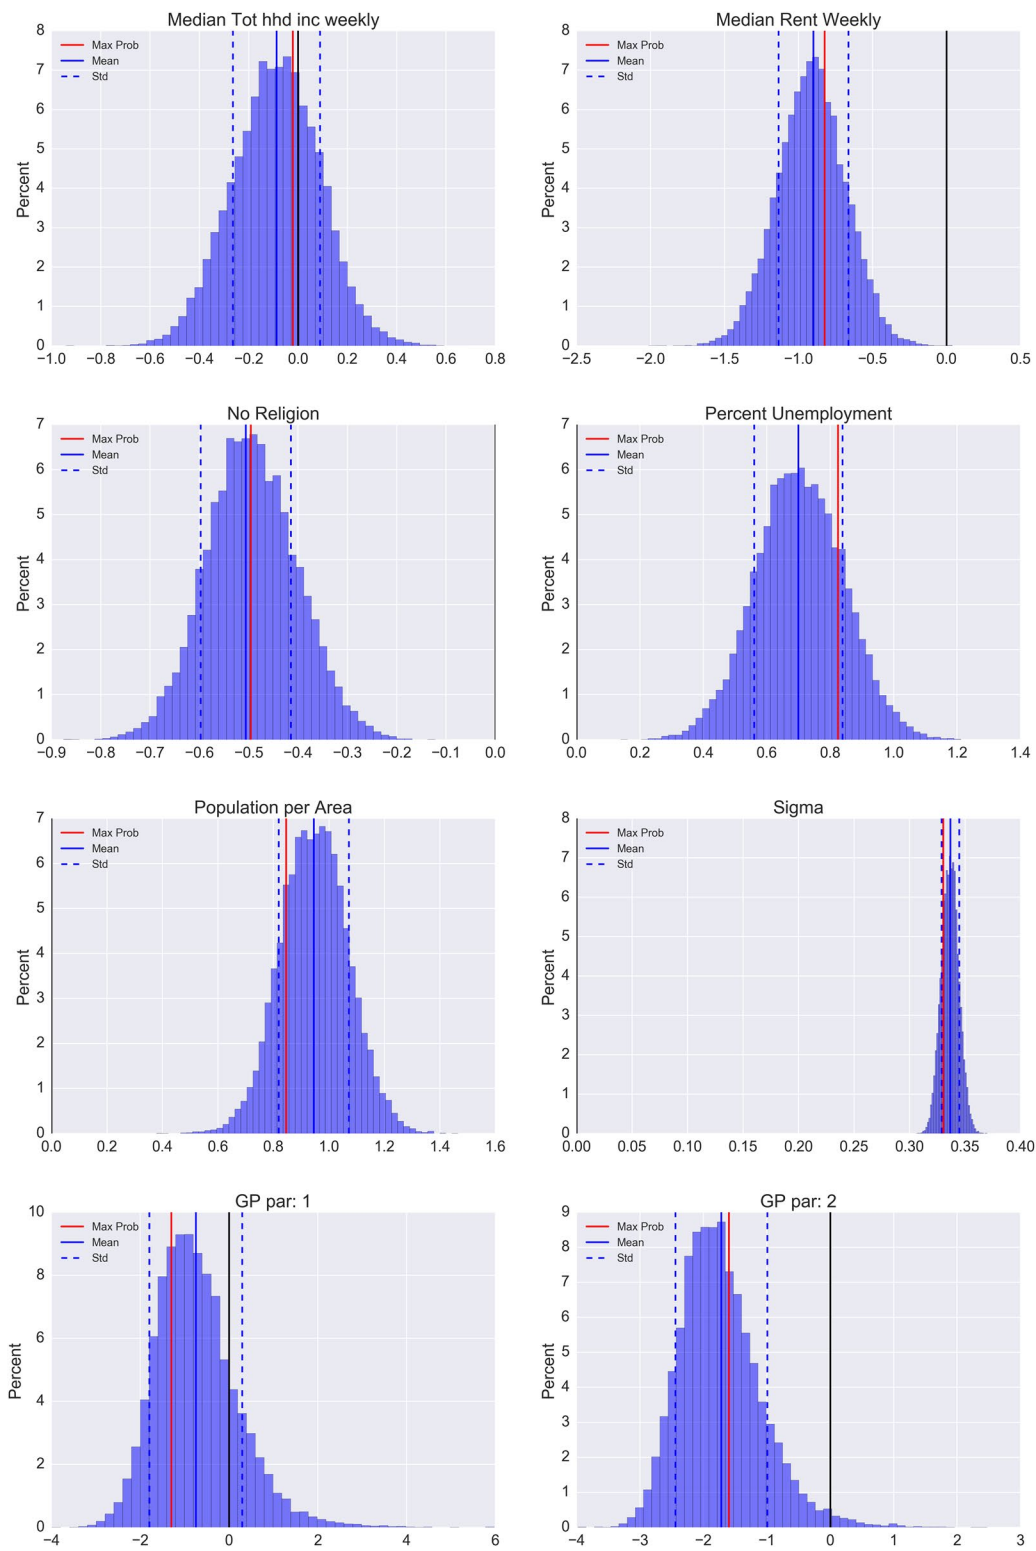 Median Tot hhd inc weekly
Max Prob
Mean
Std
Percent
8
7
6
5
4
3
2
1
0
−1.0 −0.8 −0.6 −0.4 −0.2 0.0 0.2 0.4 0.6 0.8
Median Rent Weekly
Max Prob
Mean
Std
Percent
8
7
6
5
4
3
2
1
0
−2.5 −2.0 −1.5 −1.0 −0.5 0.0 0.5
No Religion
Max Prob
Mean
Std
Percent
7
6
5
4
3
2
1
0
−0.9 −0.8 −0.7 −0.6 −0.5 −0.4 −0.3 −0.2 −0.1 0.0
Percent Unemployment
Max Prob
Mean
Std
Percent
7
6
5
4
3
2
1
0
0.0 0.2 0.4 0.6 0.8 1.0 1.2 1.4
Population per Area
Max Prob
Mean
Std
Percent
7
6
5
4
3
2
1
0
0.0 0.2 0.4 0.6 0.8 1.0 1.2 1.4 1.6
Sigma
Max Prob
Mean
Std
Percent
8
7
6
5
4
3
2
1
0
0.00 0.05 0.10 0.15 0.20 0.25 0.30 0.35 0.40
GP par: 1
Max Prob
Mean
Std
Percent
10
8
6
4
2
0
−4 −2 0 2 4 6
GP par: 2
Max Prob
Mean
Std
Percent
9
8
7
6
5
4
3
2
1
0
−4 −3 −2 −1 0 1 2 3